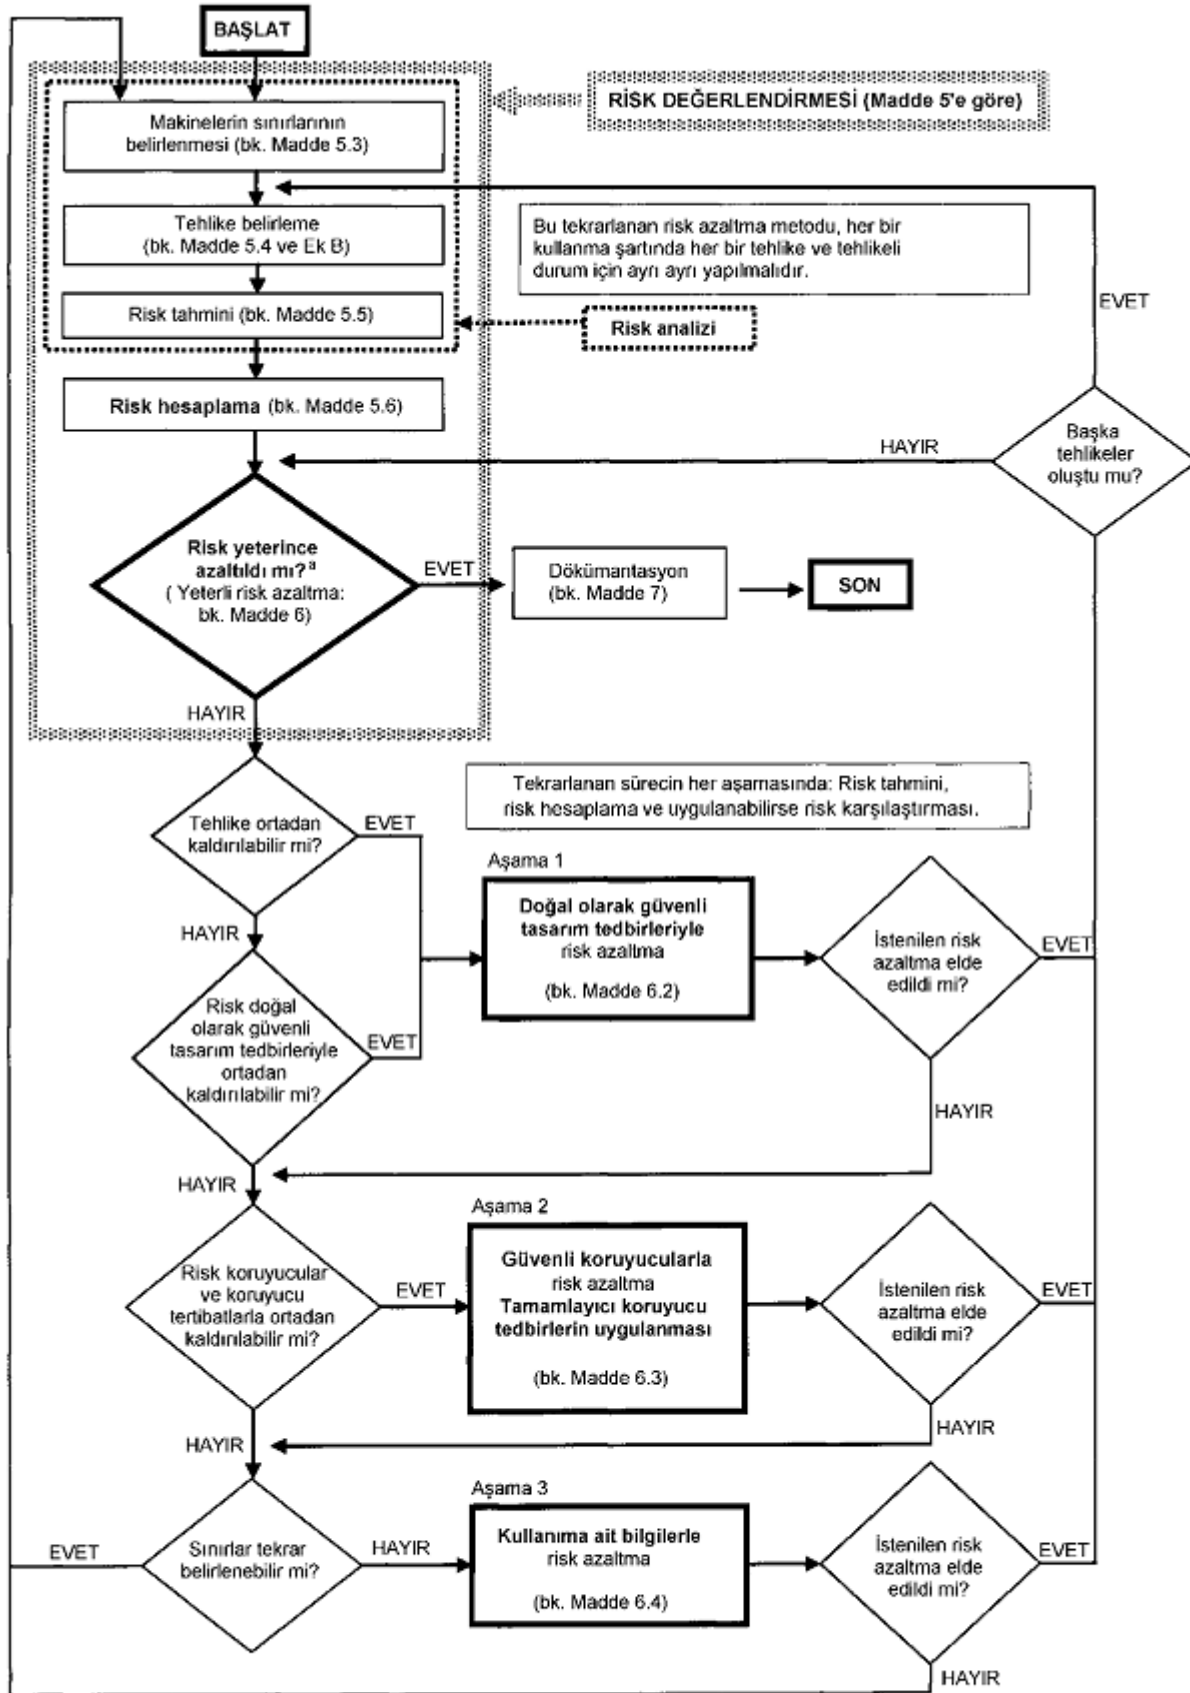 BAŞLAT
RİSK DEĞERLENDİRMESİ (Madde 5'e göre)
Makinelerin sınırlarının
belirlenmesi (bk. Madde 5.3)
Tehlike belirleme
(bk. Madde 5.4 ve Ek B)
Bu tekrarlanan risk azaltma metodu, her bir
kullanma şartında her bir tehlike ve tehlikeli
durum için ayrı ayrı yapılmalıdır.
EVET
Risk tahmini (bk. Madde 5.5)
Risk analizi
Risk hesaplama (bk. Madde 5.6)
HAYIR
Başka
tehlikeler
oluştu mu?
Risk yeterince
azaltıldı mı?ª
( Yeterli risk azaltma:
bk. Madde 6)
EVET
Dökümantasyon
(bk. Madde 7)
SON
HAYIR
Tekrarlanan sürecin her aşamasında: Risk tahmini,
risk hesaplama ve uygulanabilirse risk karşılaştırması.
Tehlike ortadan
kaldırılabilir mi?
EVET
Aşama 1
Doğal olarak güvenli
tasarım tedbirleriyle
risk azaltma
(bk. Madde 6.2)
İstenilen risk
azaltma elde
edildi mi?
EVET
HAYIR
Risk doğal
olarak güvenli
tasarım tedbirleriyle
ortadan
kaldırılabilir mi?
EVET
HAYIR
HAYIR
Aşama 2
Risk koruyucular
ve koruyucu
tertibatlarla ortadan
kaldırılabilir mi?
EVET
Güvenli koruyucularla
risk azaltma
Tamamlayıcı koruyucu
tedbirlerin uygulanması
(bk. Madde 6.3)
İstenilen risk
azaltma elde
edildi mi?
EVET
HAYIR
HAYIR
Aşama 3
EVET
Sınırlar tekrar
belirlenebilir mi?
HAYIR
Kullanıma ait bilgilerle
risk azaltma
(bk. Madde 6.4)
İstenilen risk
azaltma elde
edildi mi?
EVET
HAYIR